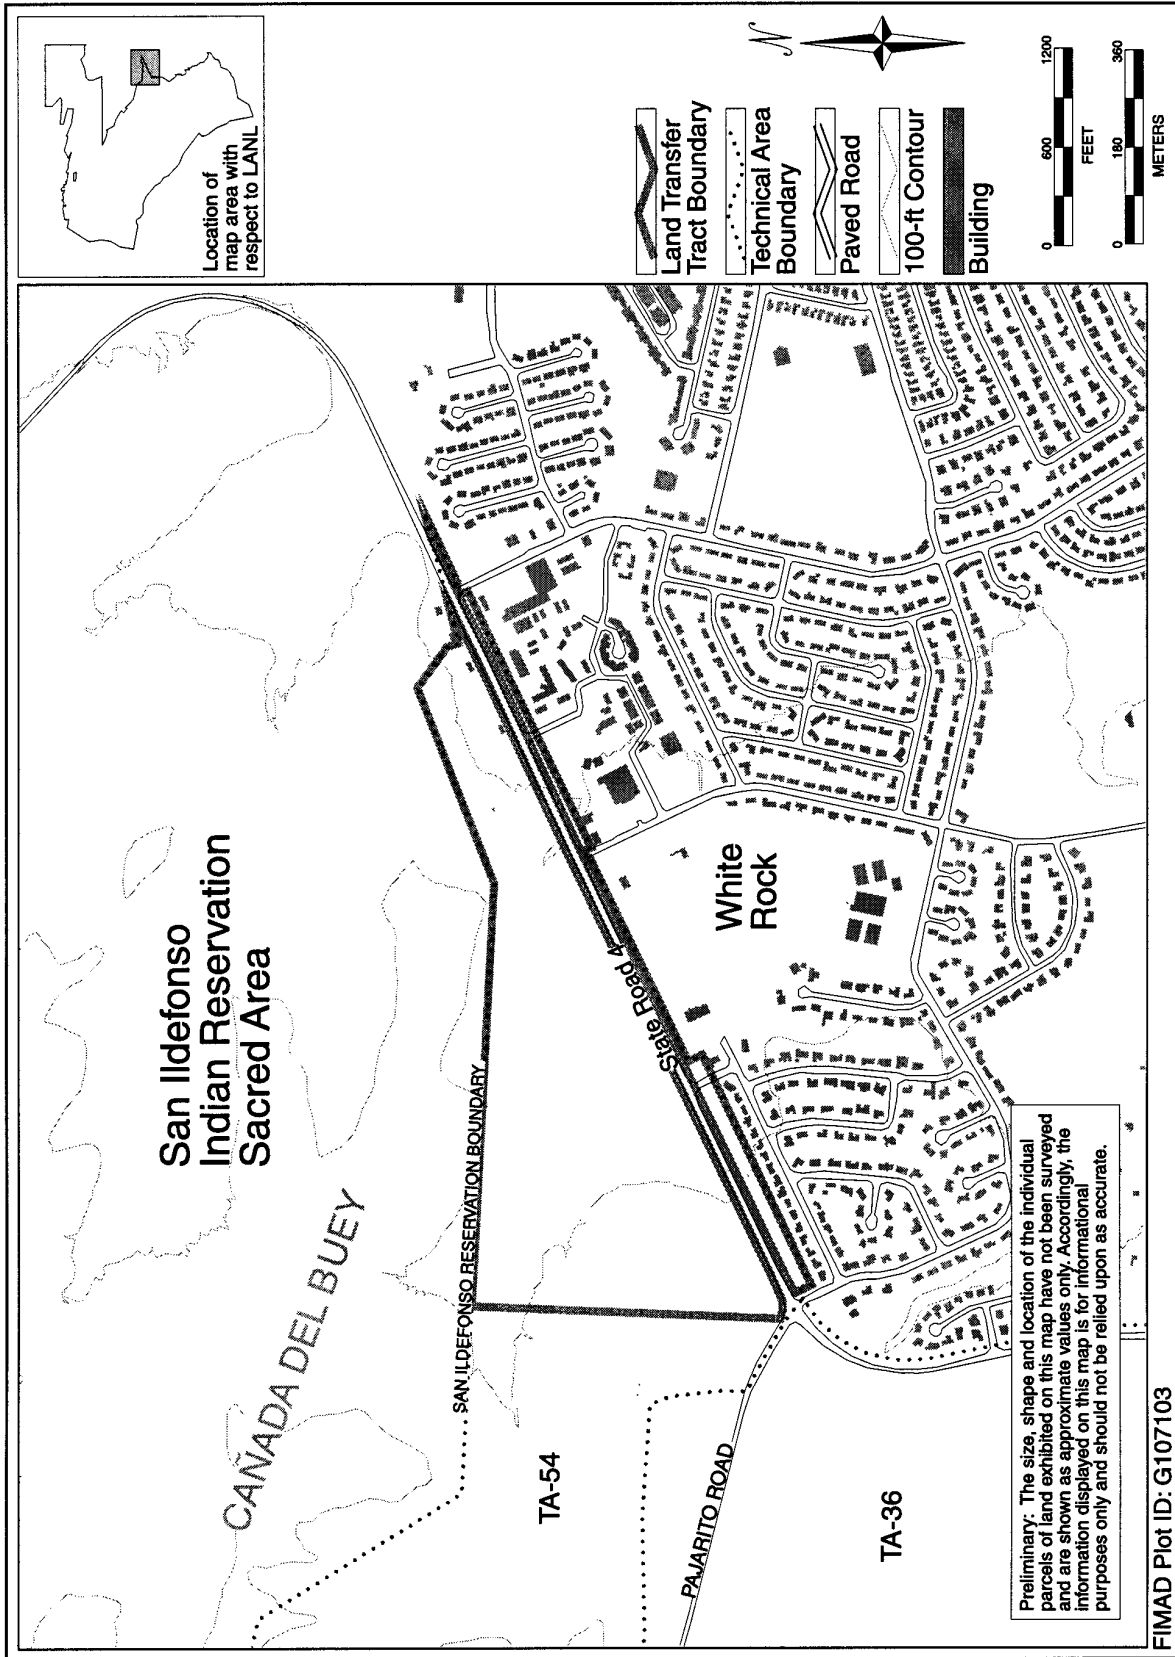 San Ildefonso
Indian Reservation
Sacred Area
CAÑADA DEL BUEY
SAN ILDEFONSO RESERVATION BOUNDARY
State Road 4
White
Rock
TA-54
PAJARITO ROAD
TA-36
Preliminary: The size, shape and location of the individual
parcels of land exhibited on this map have not been surveyed
and are shown as approximate values only. Accordingly, the
information displayed on this map is for informational
purposes only and should not be relied upon as accurate.
FIMAD Plot ID: G107103
Location of
map area with
respect to LANL
N
Land Transfer
Tract Boundary
Technical Area
Boundary
Paved Road
100-ft Contour
Building
0 600 1200
FEET
0 180 360
METERS